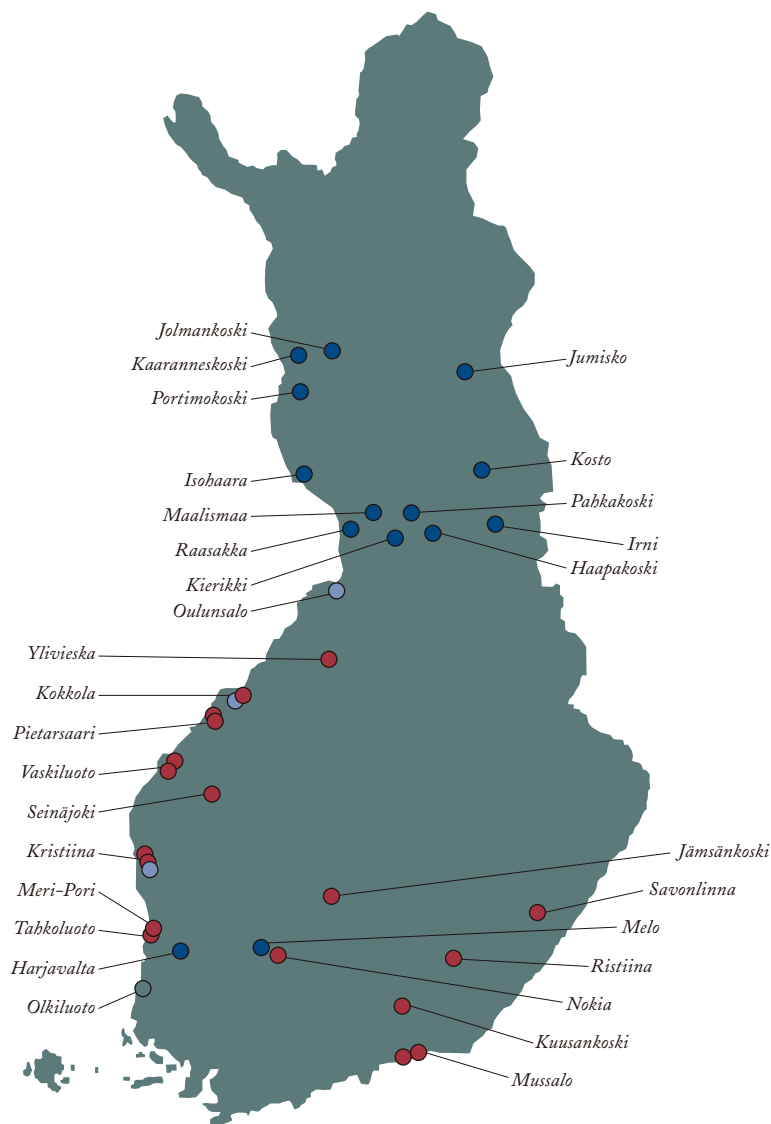 Jolmankoski
Kaaranneskoski
Portimokoski
Jumisko
Isohaara
Kosto
Maalismaa
Pahkakoski
Raasakka
Irni
Haapakoski
Kierikki
Oulunsalo
Ylivieska
Kokkola
Pietarsaari
Vaskiluoto
Seinäjoki
Kristiina
Jämsänkoski
Meri-Pori
Savonlinna
Tahkoluoto
Melo
Harjavalta
Ristiina
Olkiluoto
Nokia
Kuusankoski
Mussalo